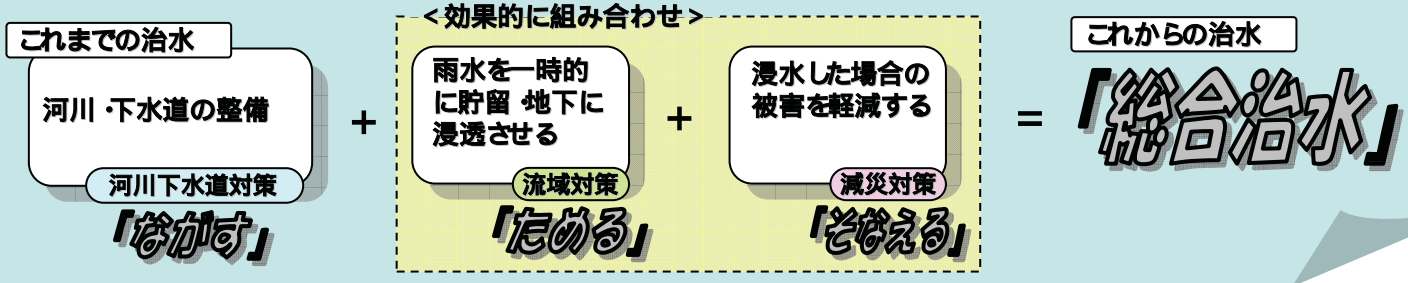 これまでの治水
河川・下水道の整備
河川下水道対策
「ながす」
+
<効果的に組み合わせ>
雨水を一時的
に貯留・地下に
浸透させる
流域対策
「ためる」
+
浸水した場合の
被害を軽減する
減災対策
「そなえる」
=
これからの治水
「総合治水」